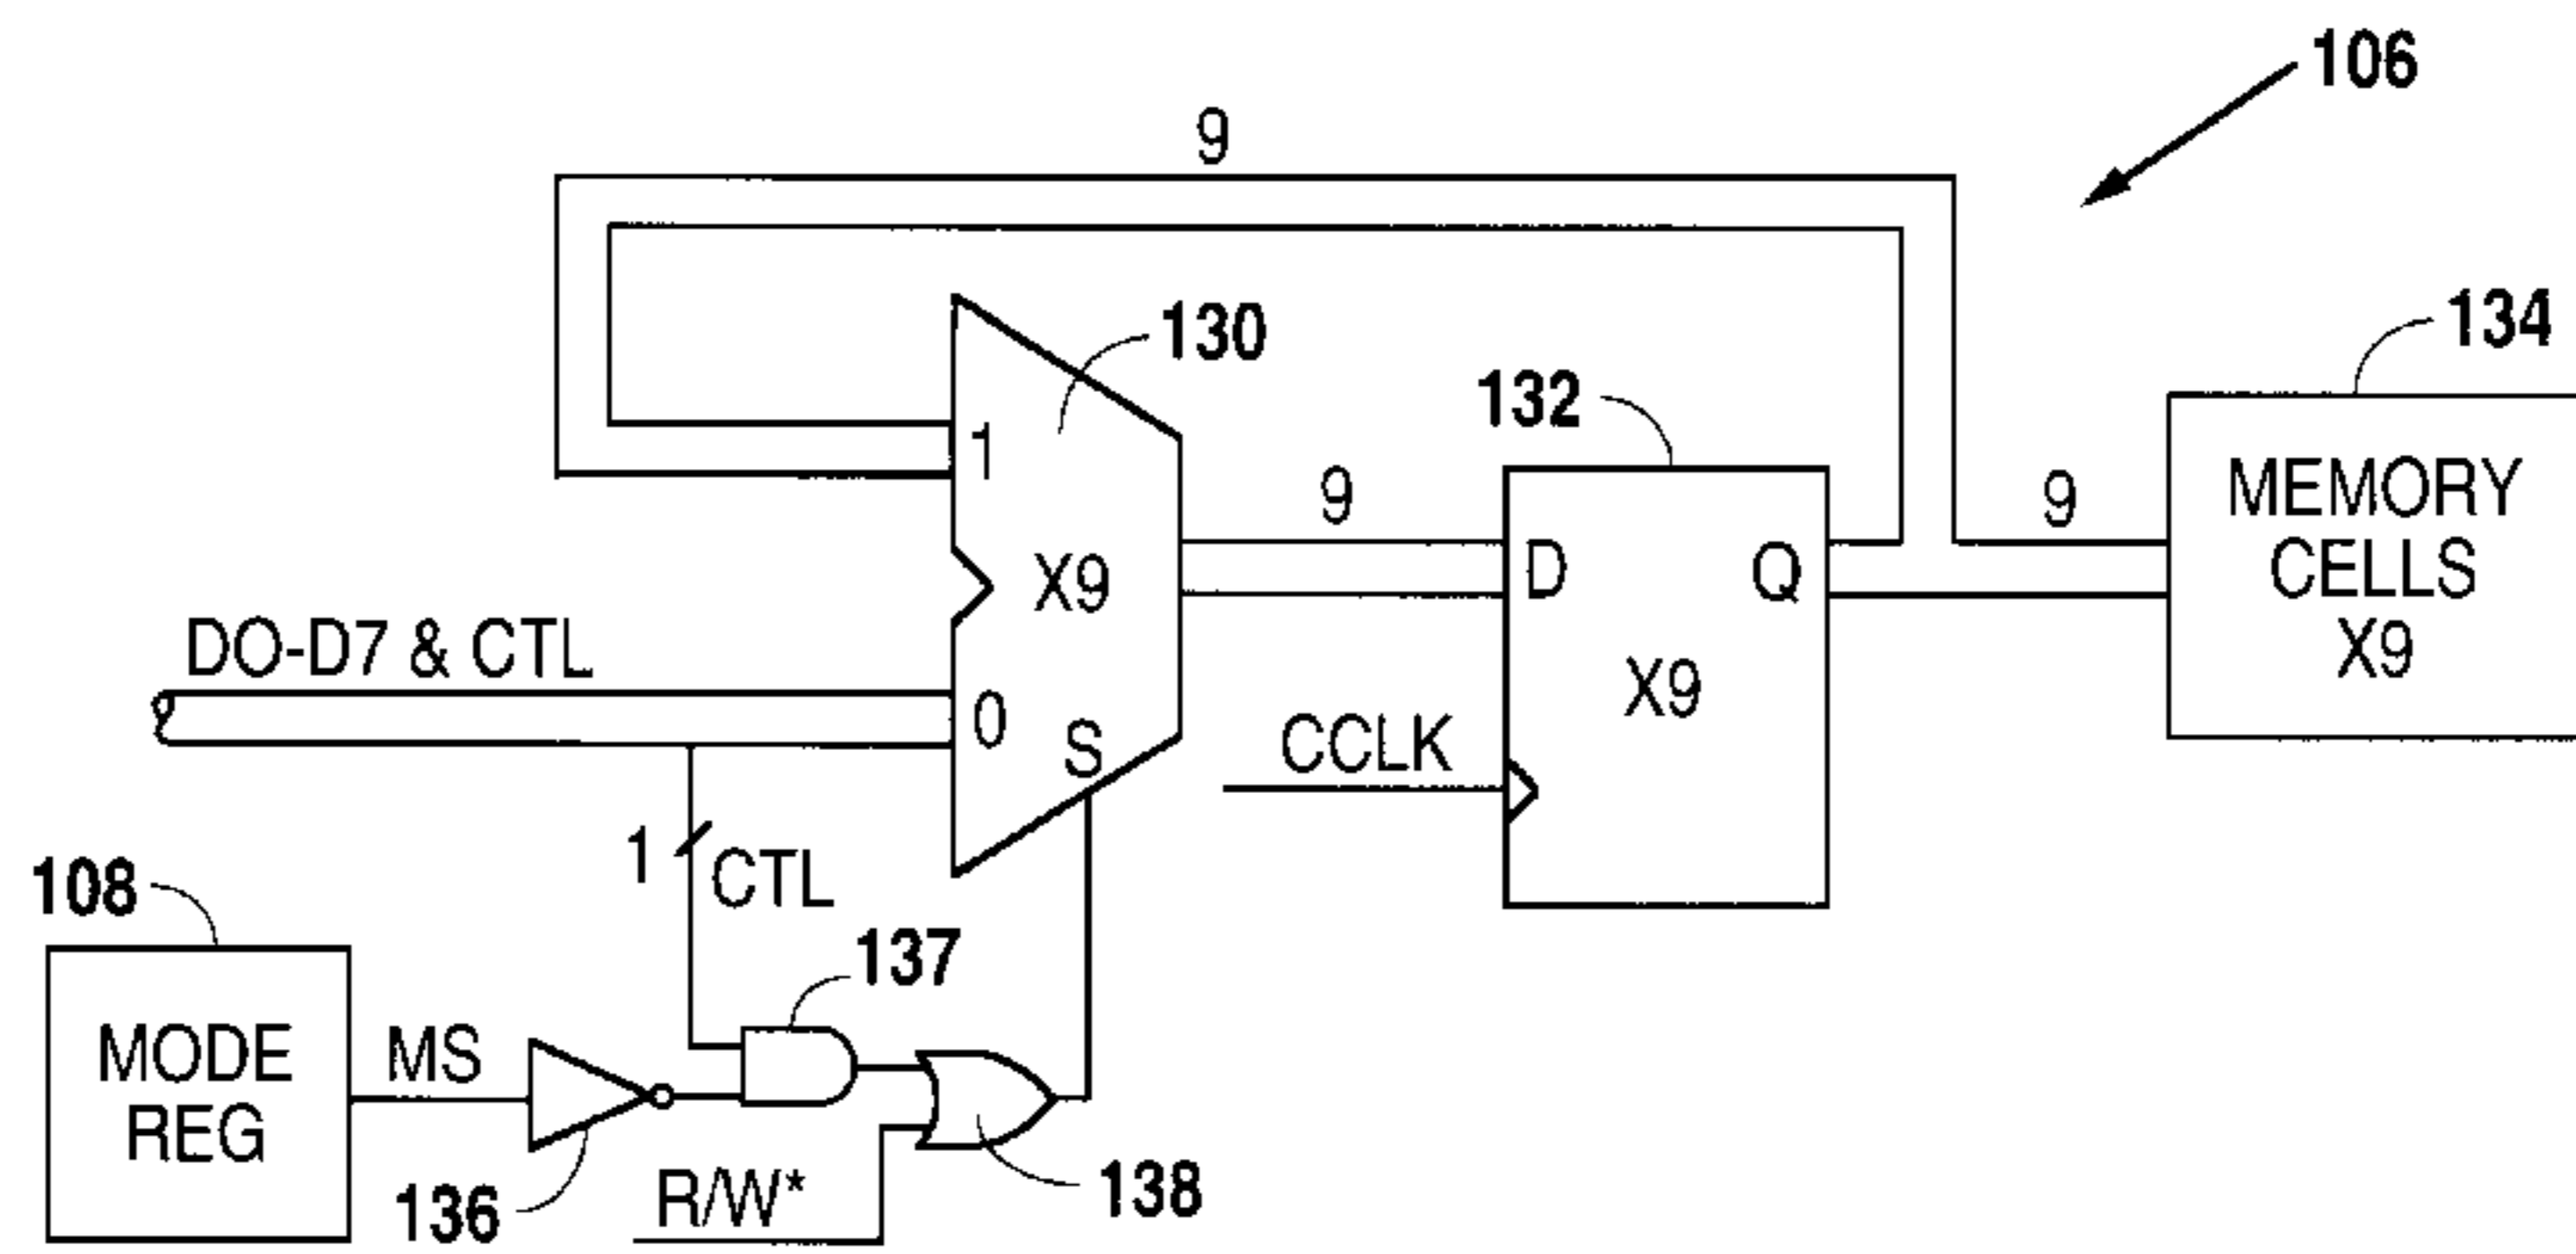 106
9
130
134
132
1
9
9
MEMORY
CELLS
X9
D
Q
X9
X9
DO-D7 & CTL
0
S
CCLK
1
CTL
108
137
MODE
REG
MS
136
R/W*
138